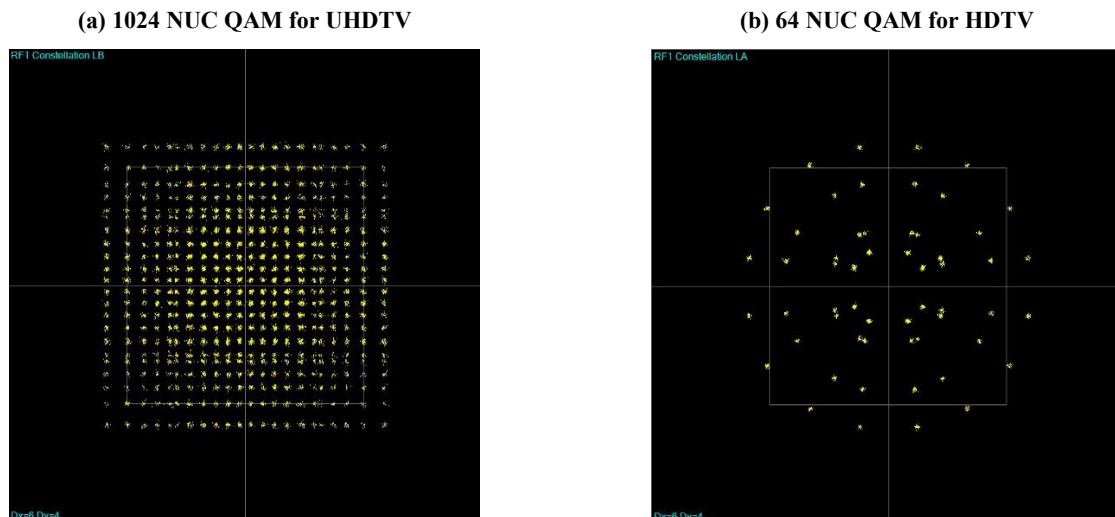 (a) 1024 NUC QAM for UHDTV
(b) 64 NUC QAM for HDTV
RF1 Constellation LB
RF1 Constellation LA
Dx=6 Dy=4
Dx=6 Dy=4